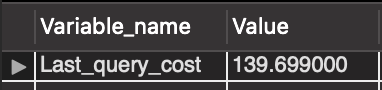 Variable_name Value
Last_query_cost 139.699000